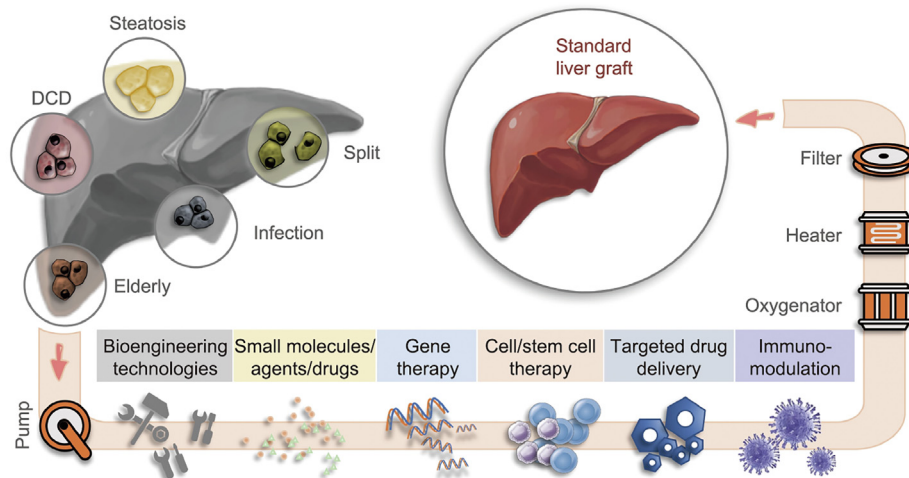 Steatosis
DCD
Split
Infection
Elderly
Standard
liver graft
Filter
Heater
Oxygenator
Bioengineering
technologies
Small molecules/
agents/drugs
Gene
therapy
Cell/stem cell
therapy
Targeted drug
delivery
Immuno-
modulation
Pump